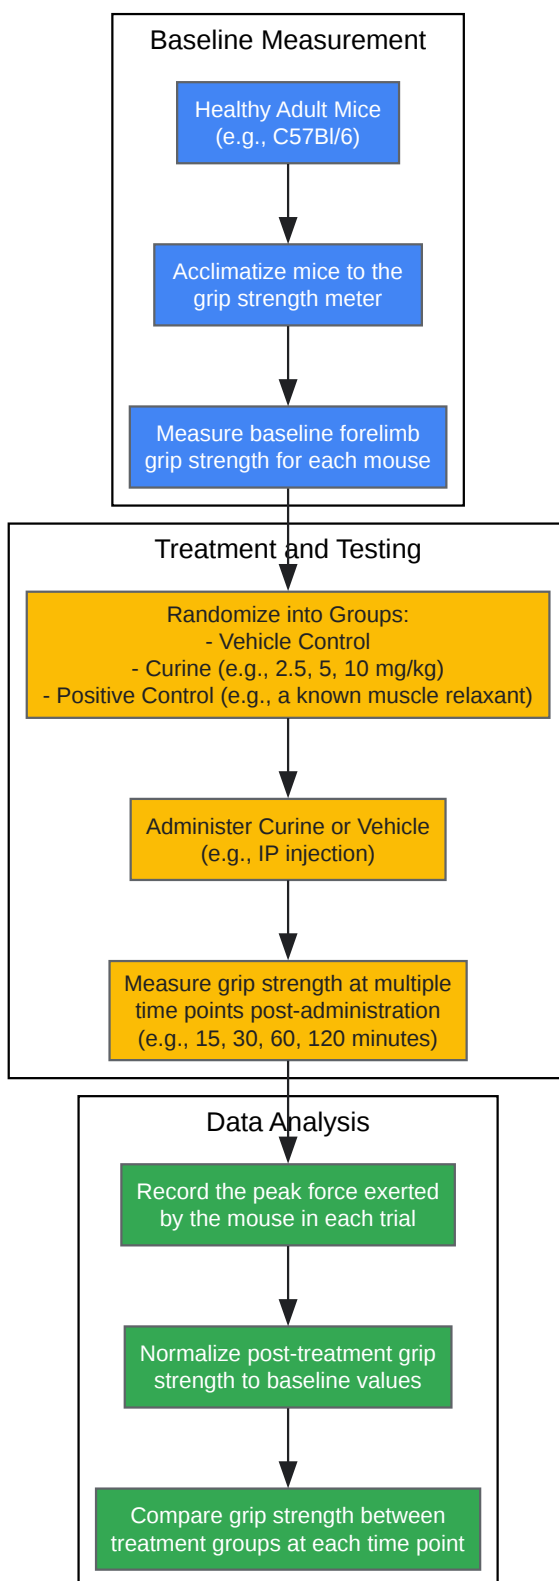 Baseline Measurement
Healthy Adult Mice
(e.g., C57Bl/6)
Acclimatize mice to the
grip strength meter
Measure baseline forelimb
grip strength for each mouse
Treatment and Testing
Randomize into Groups:
- Vehicle Control
- Curine (e.g., 2.5, 5, 10 mg/kg)
- Positive Control (e.g., a known muscle relaxant)
Administer Curine or Vehicle
(e.g., IP injection)
Measure grip strength at multiple
time points post-administration
(e.g., 15, 30, 60, 120 minutes)
Data Analysis
Record the peak force exerted
by the mouse in each trial
Normalize post-treatment grip
strength to baseline values
Compare grip strength between
treatment groups at each time point